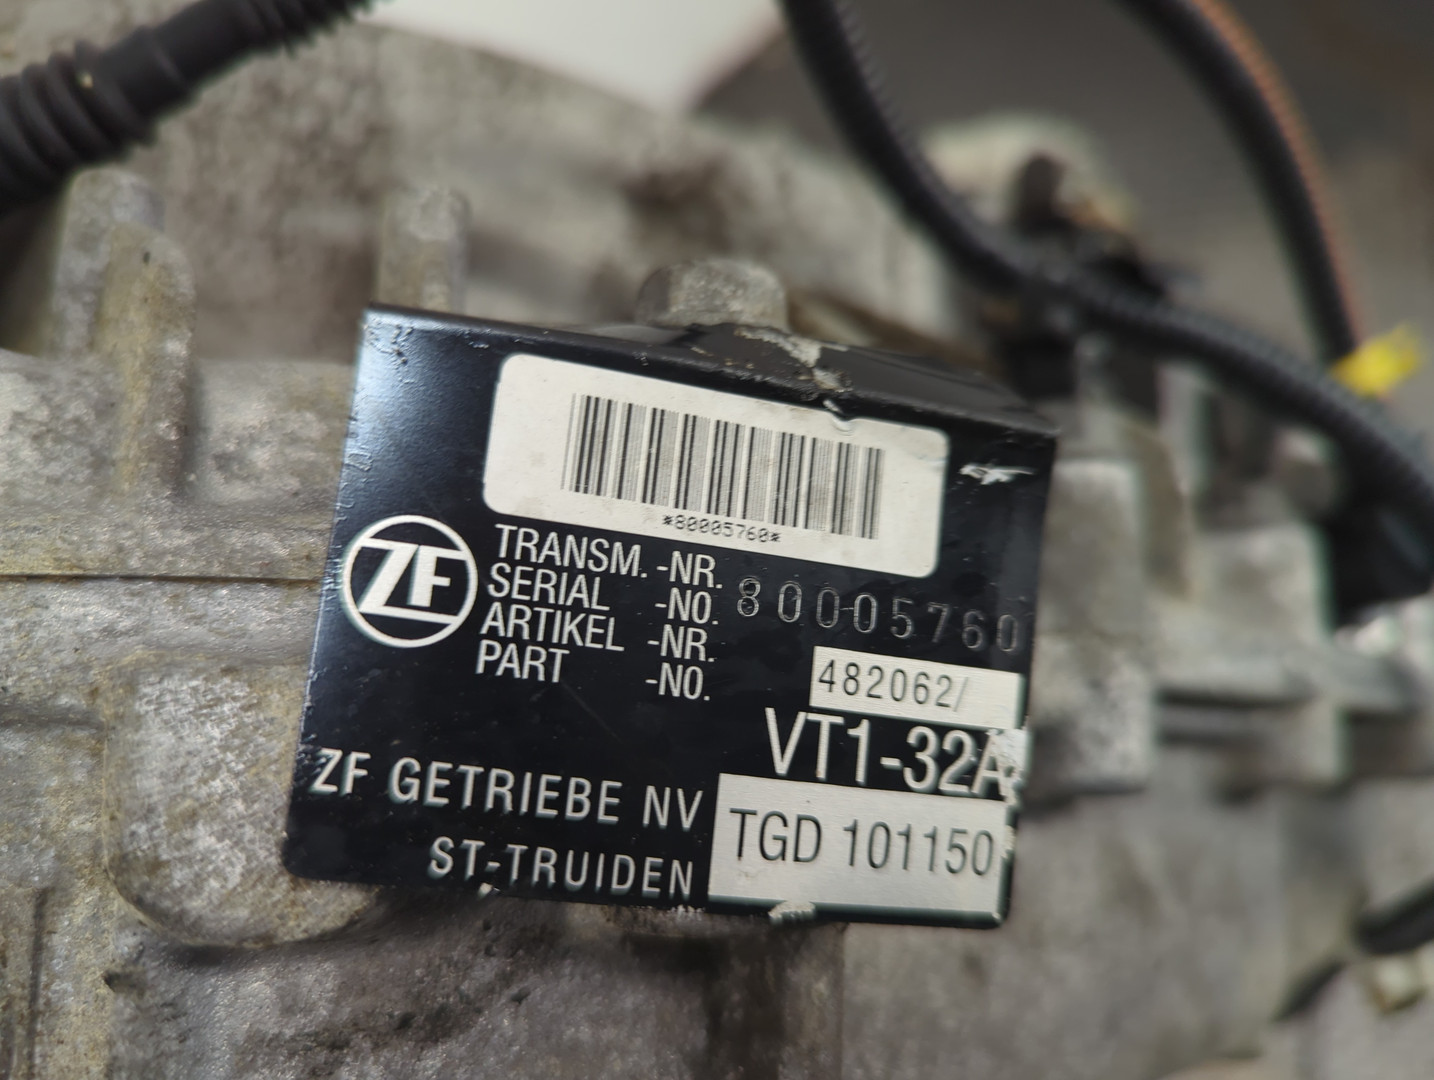 *80005760*
ZF
TRANSM. -NR.
SERIAL -NO. 80005760
ARTIKEL -NR.
PART -NO. 482062/
VT1-32A
ZF GETRIEBE NV
ST-TRUIDEN
TGD 101150